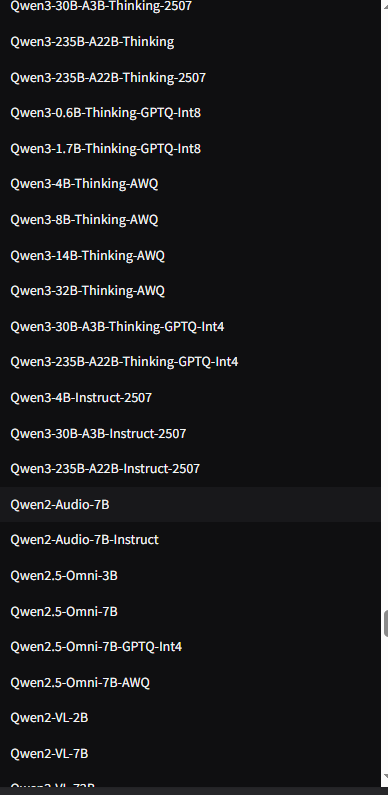 Qwen3-30B-A3B-Thinking-2507
Qwen3-235B-A22B-Thinking
Qwen3-235B-A22B-Thinking-2507
Qwen3-0.6B-Thinking-GPTQ-Int8
Qwen3-1.7B-Thinking-GPTQ-Int8
Qwen3-4B-Thinking-AWQ
Qwen3-8B-Thinking-AWQ
Qwen3-14B-Thinking-AWQ
Qwen3-32B-Thinking-AWQ
Qwen3-30B-A3B-Thinking-GPTQ-Int4
Qwen3-235B-A22B-Thinking-GPTQ-Int4
Qwen3-4B-Instruct-2507
Qwen3-30B-A3B-Instruct-2507
Qwen3-235B-A22B-Instruct-2507
Qwen2-Audio-7B
Qwen2-Audio-7B-Instruct
Qwen2.5-Omni-3B
Qwen2.5-Omni-7B
Qwen2.5-Omni-7B-GPTQ-Int4
Qwen2.5-Omni-7B-AWQ
Qwen2-VL-2B
Qwen2-VL-7B